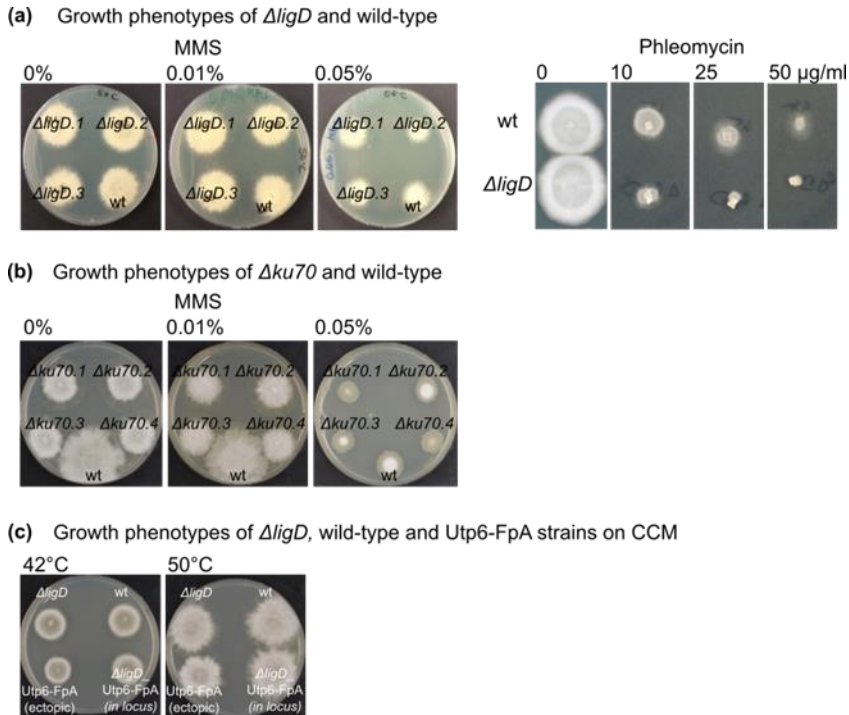 (a) Growth phenotypes of ΔligD and wild-type
MMS
0% 0.01% 0.05%
ΔligD.1 ΔligD.2 ΔligD.1 ΔligD.2 ΔligD.1 ΔligD.2
ΔligD.3 wt ΔligD.3 wt ΔligD.3 wt
Phleomycin
0 10 25 50 µg/ml
wt
ΔligD
(b) Growth phenotypes of Δku70 and wild-type
MMS
0% 0.01% 0.05%
Δku70.1 Δku70.2 Δku70.1 Δku70.2 Δku70.1 Δku70.2
Δku70.3 Δku70.4 Δku70.3 Δku70.4 Δku70.3 Δku70.4
wt wt wt
(c) Growth phenotypes of ΔligD, wild-type and Utp6-FpA strains on CCM
42°C 50°C
ΔligD wt ΔligD wt
ΔligD_ ΔligD_
Utp6-FpA Utp6-FpA Utp6-FpA Utp6-FpA
(ectopic) (in locus) (ectopic) (in locus)